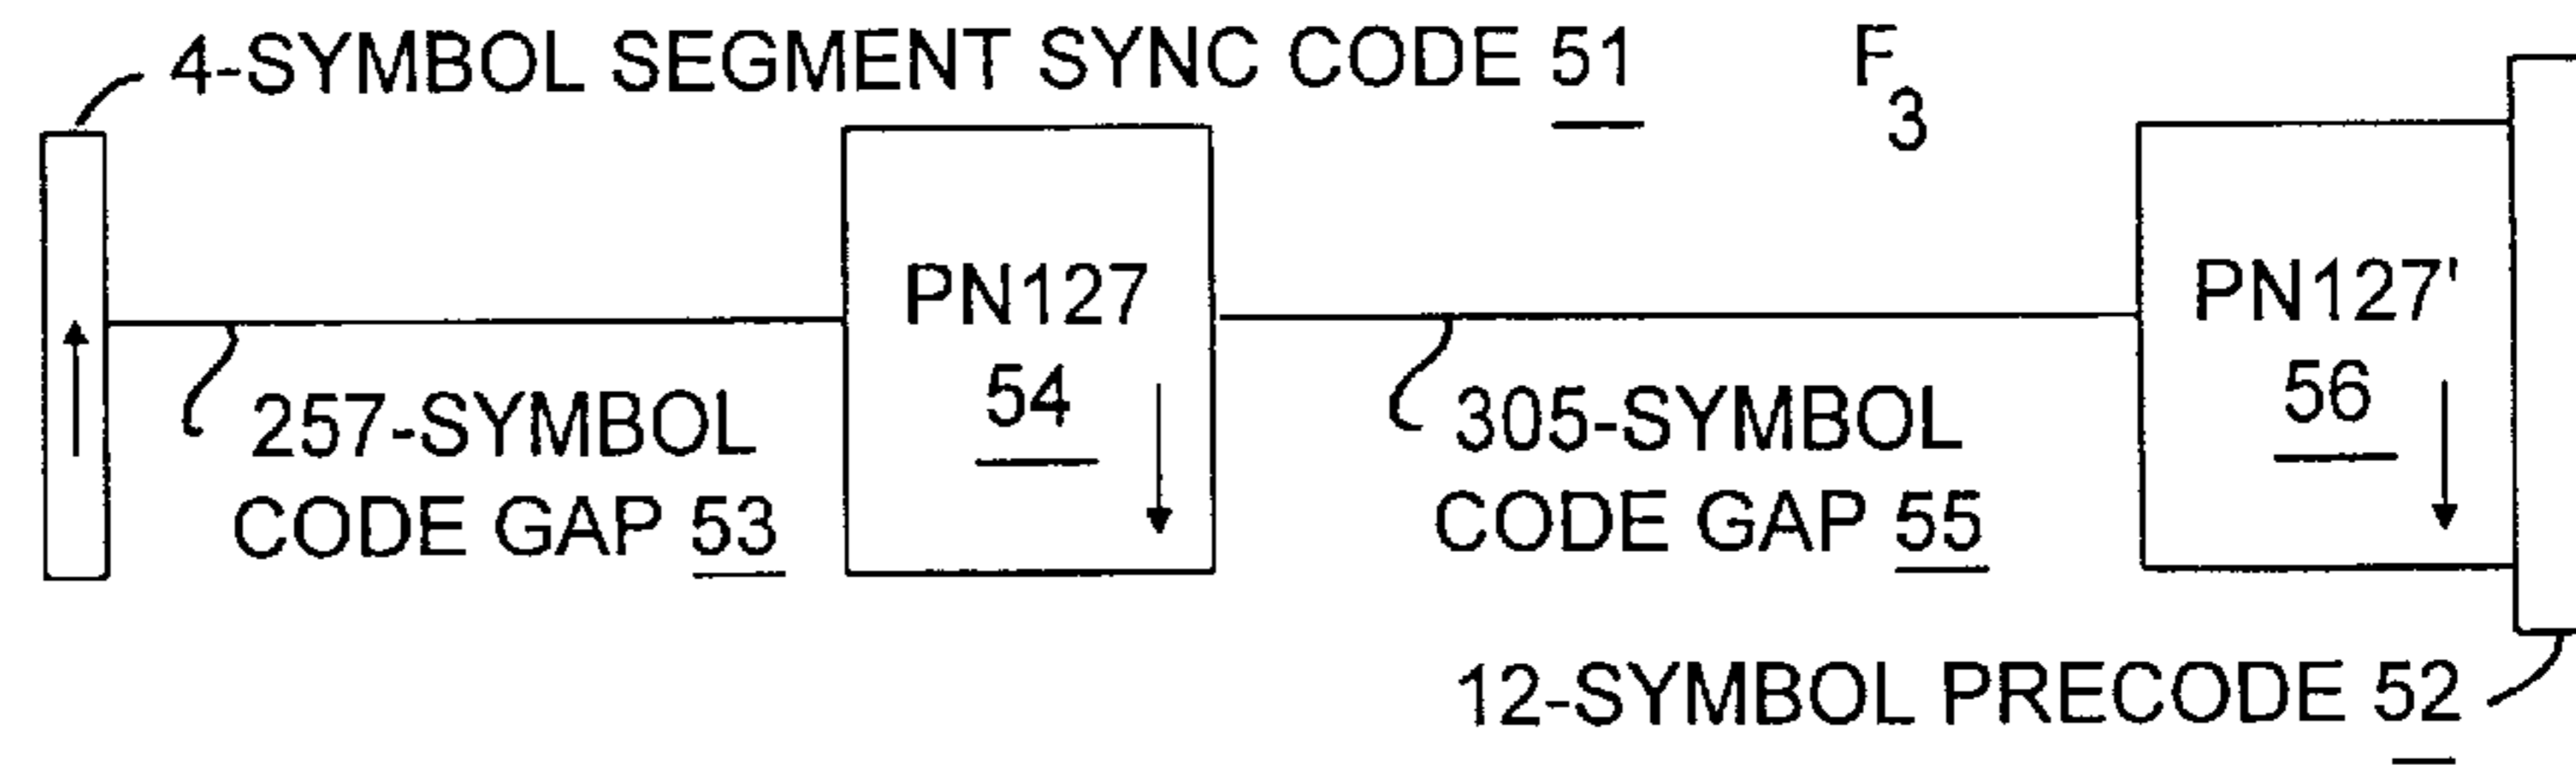 4-SYMBOL SEGMENT SYNC CODE 51
F3
PN127
54
PN127'
56
257-SYMBOL
CODE GAP 53
305-SYMBOL
CODE GAP 55
12-SYMBOL PRECODE 52